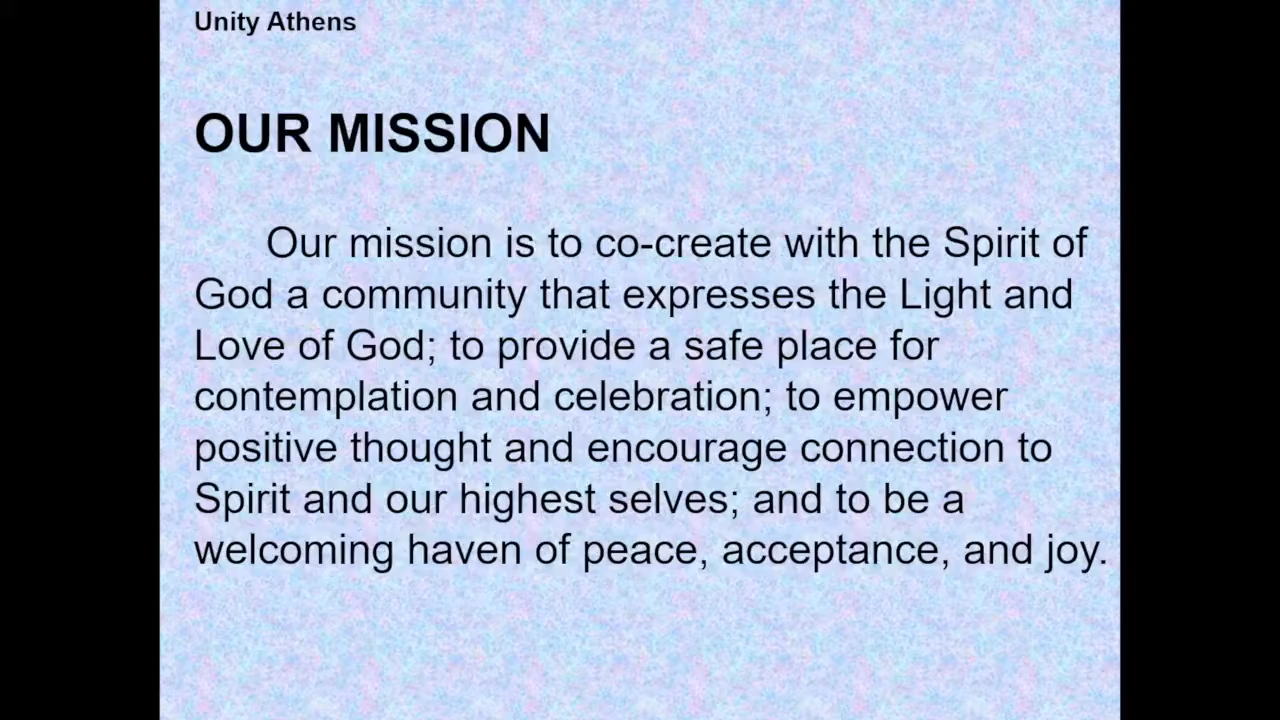 Unity Athens
OUR MISSION
Our mission is to co-create with the Spirit of
God a community that expresses the Light and
Love of God; to provide a safe place for
contemplation and celebration; to empower
positive thought and encourage connection to
Spirit and our highest selves; and to be a
welcoming haven of peace, acceptance, and joy.